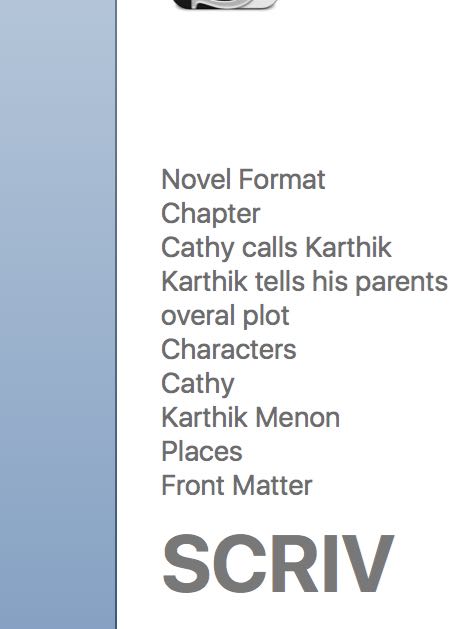 Novel Format
Chapter
Cathy calls Karthik
Karthik tells his parents
overal plot
Characters
Cathy
Karthik Menon
Places
Front Matter
SCRIV